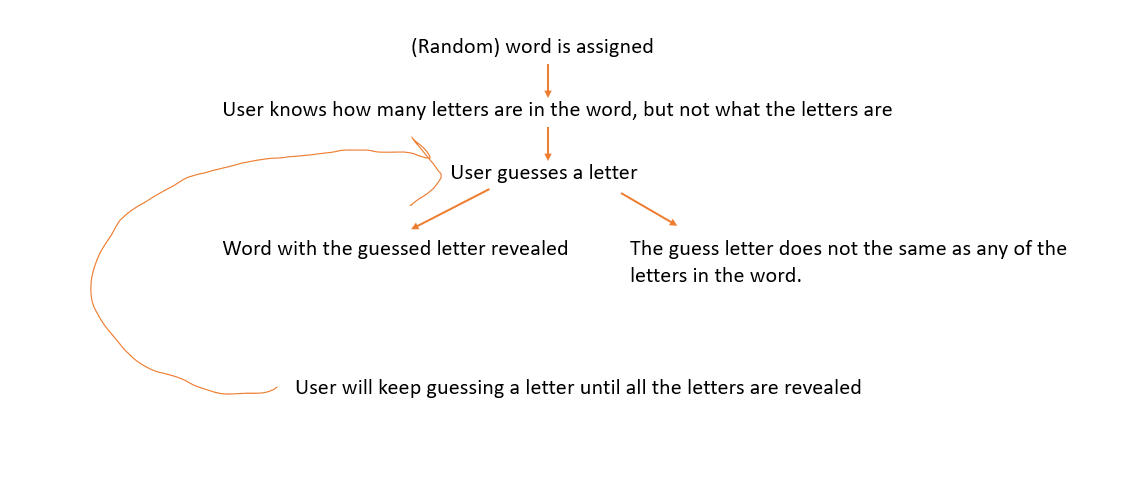 (Random) word is assigned
User knows how many letters are in the word, but not what the letters are
User guesses a letter
Word with the guessed letter revealed
The guess letter does not the same as any of the
letters in the word.
User will keep guessing a letter until all the letters are revealed